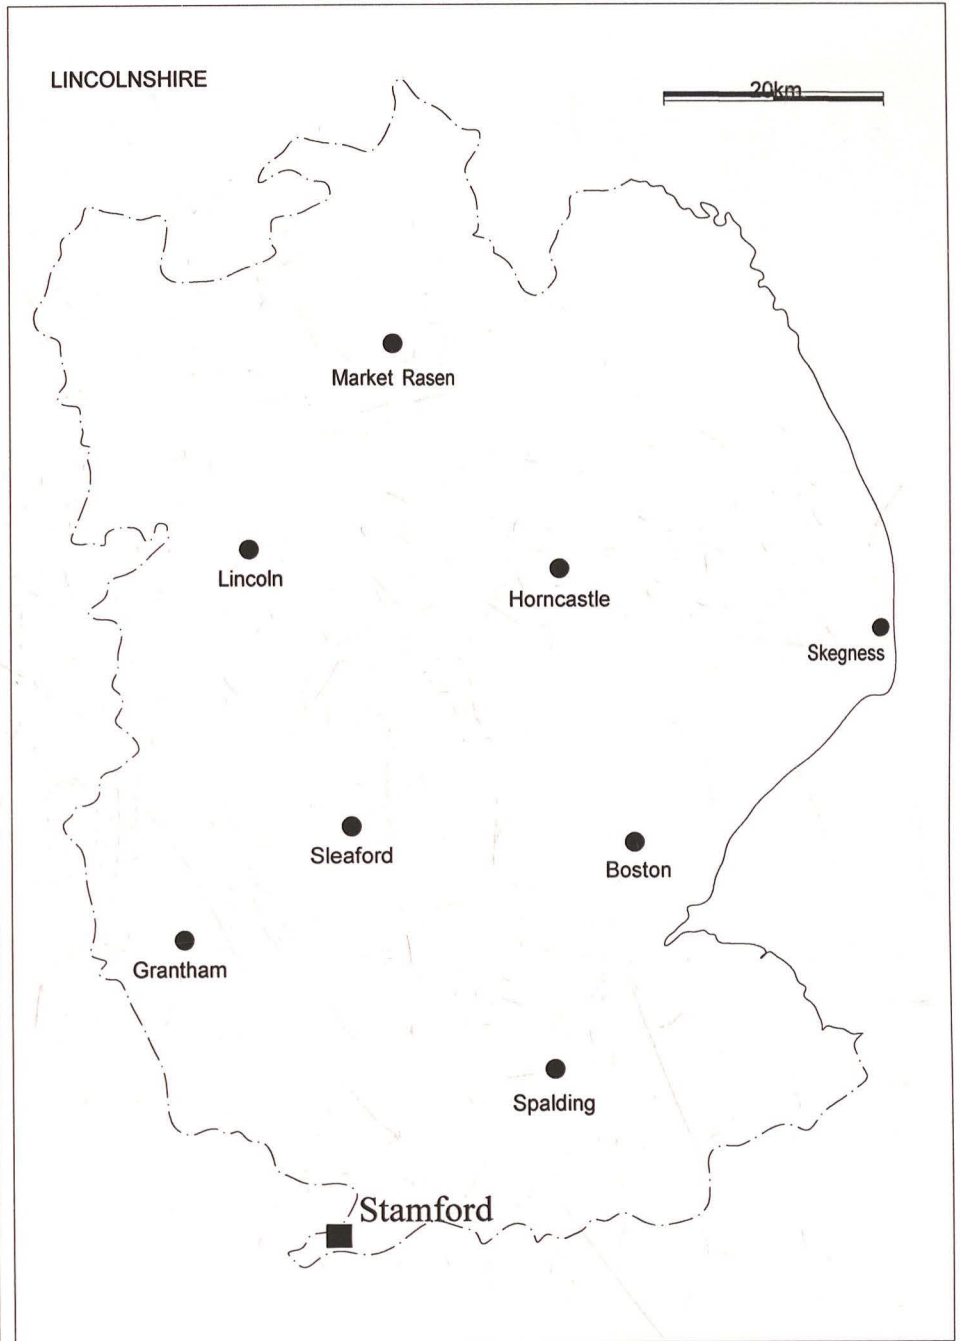 LINCOLNSHIRE
20km
Market Rasen
Lincoln
Horncastle
Skegness
Sleaford
Boston
Grantham
Spalding
Stamford